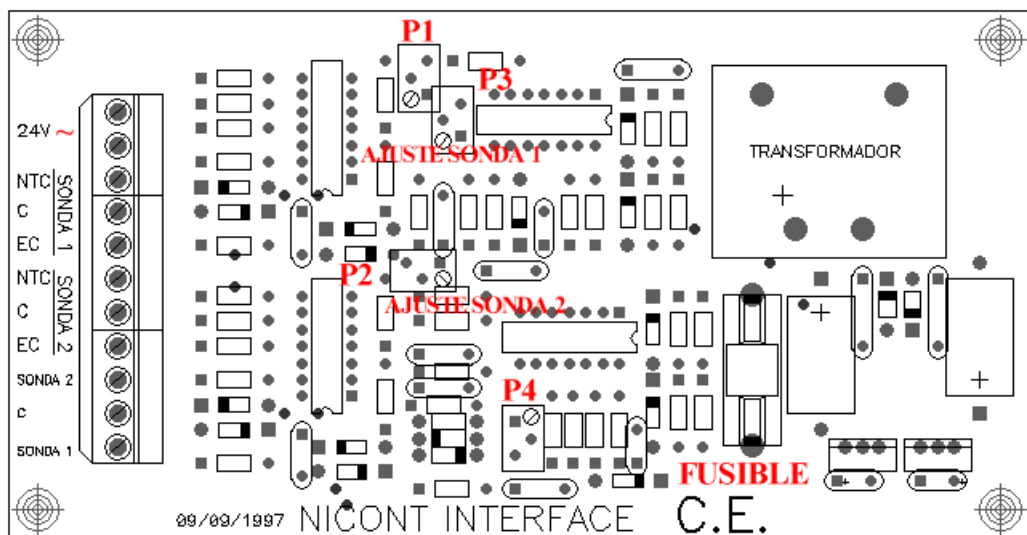 P1
P3
AJUSTE SONDA 1
TRANSFORMADOR
24V ~
NTC
C
EC
SONDA 1
NTC
C
EC
SONDA 2
SONDA 2
C
SONDA 1
P2
AJUSTE SONDA 2
P4
FUSIBLE
09/09/1997 NICONT INTERFACE C.E.